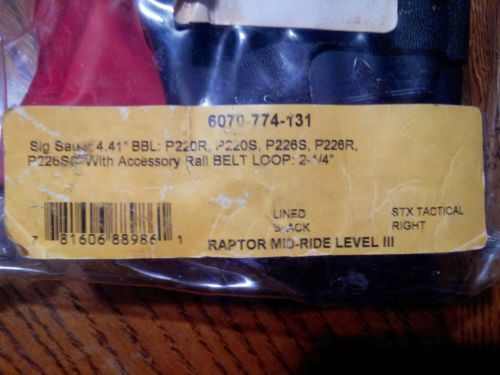 6070-774-131
Sig Sauer 4.41" BBL: P220R, P220S, P226S, P226R,
With Accessory Rail BELT LOOP: 2-1/4"
LINED STX TACTICAL
BLACK RIGHT
7 81606 88986 1
RAPTOR MID-RIDE LEVEL III